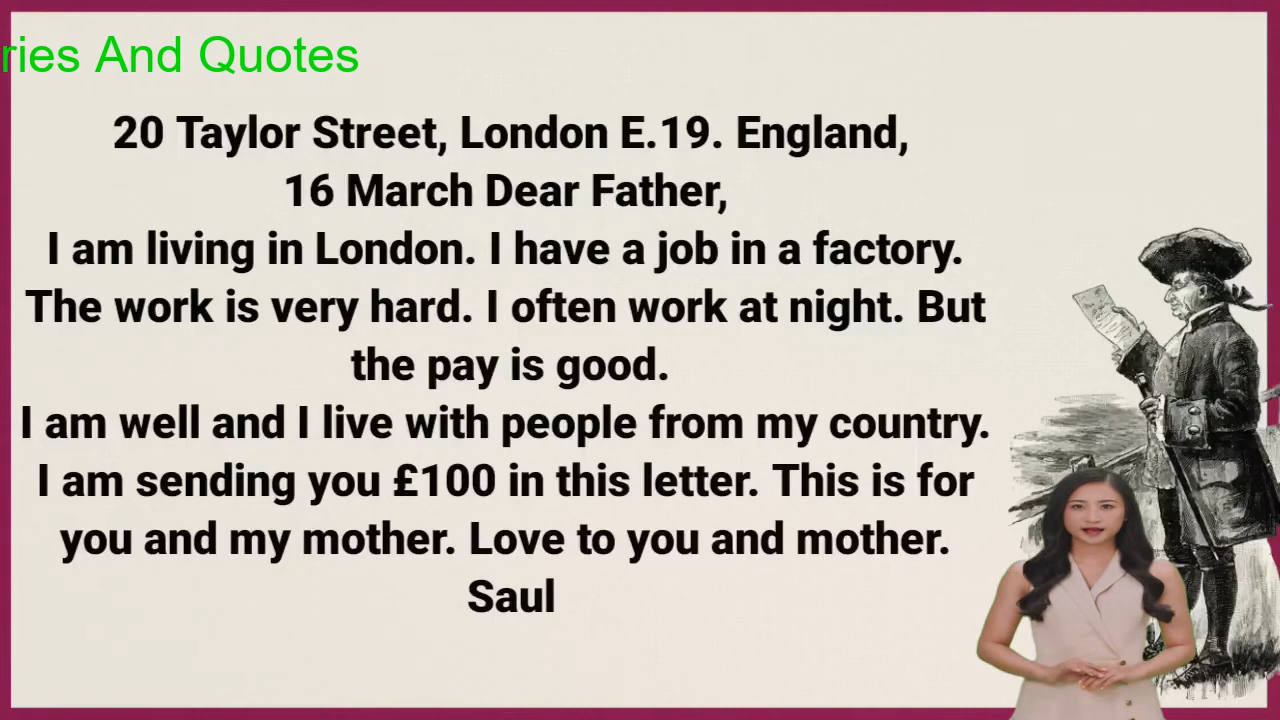 ries And Quotes
20 Taylor Street, London E.19. England,
16 March Dear Father,
I am living in London. I have a job in a factory.
The work is very hard. I often work at night. But
the pay is good.
I am well and I live with people from my country.
I am sending you £100 in this letter. This is for
you and my mother. Love to you and mother.
Saul